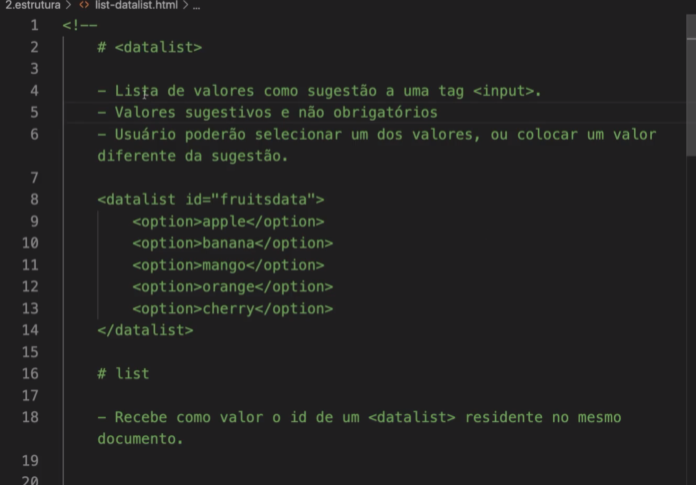 2.estrutura > <> list-datalist.html > ...
1 <!--
2 # <datalist>
3
4 - Lista de valores como sugestão a uma tag <input>.
5 - Valores sugestivos e não obrigatórios
6 - Usuário poderão selecionar um dos valores, ou colocar um valor
diferente da sugestão.
7
8 <datalist id="fruitsdata">
9 <option>apple</option>
10 <option>banana</option>
11 <option>mango</option>
12 <option>orange</option>
13 <option>cherry</option>
14 </datalist>
15
16 # list
17
18 - Recebe como valor o id de um <datalist> residente no mesmo
documento.
19
20